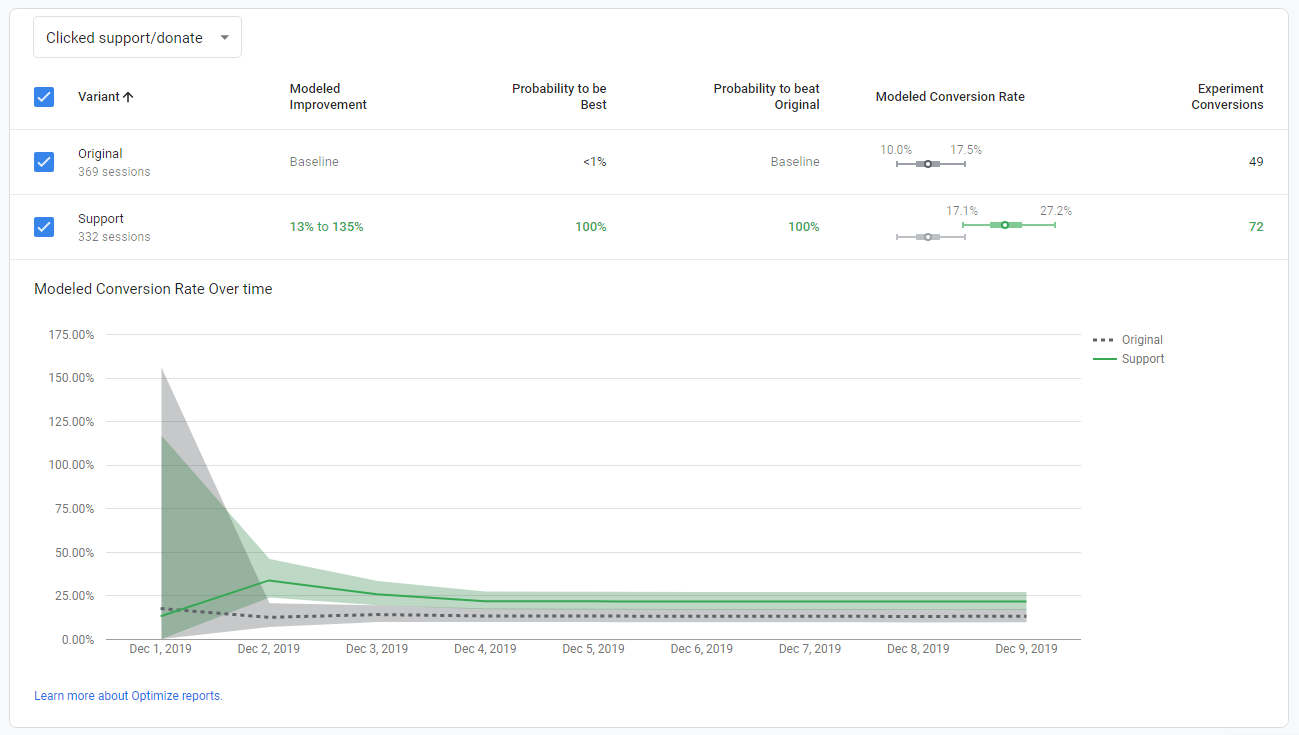 Clicked support/donate
Variant
Modeled Improvement
Probability to be Best
Probability to beat Original
Modeled Conversion Rate
Experiment Conversions
Original
369 sessions
Baseline
<1%
Baseline
10.0% 17.5%
49
Support
332 sessions
13% to 135%
100%
100%
17.1% 27.2%
72
Modeled Conversion Rate Over time
175.00%
150.00%
125.00%
100.00%
75.00%
50.00%
25.00%
0.00%
Dec 1, 2019 Dec 2, 2019 Dec 3, 2019 Dec 4, 2019 Dec 5, 2019 Dec 6, 2019 Dec 7, 2019 Dec 8, 2019 Dec 9, 2019
Original
Support
Learn more about Optimize reports.